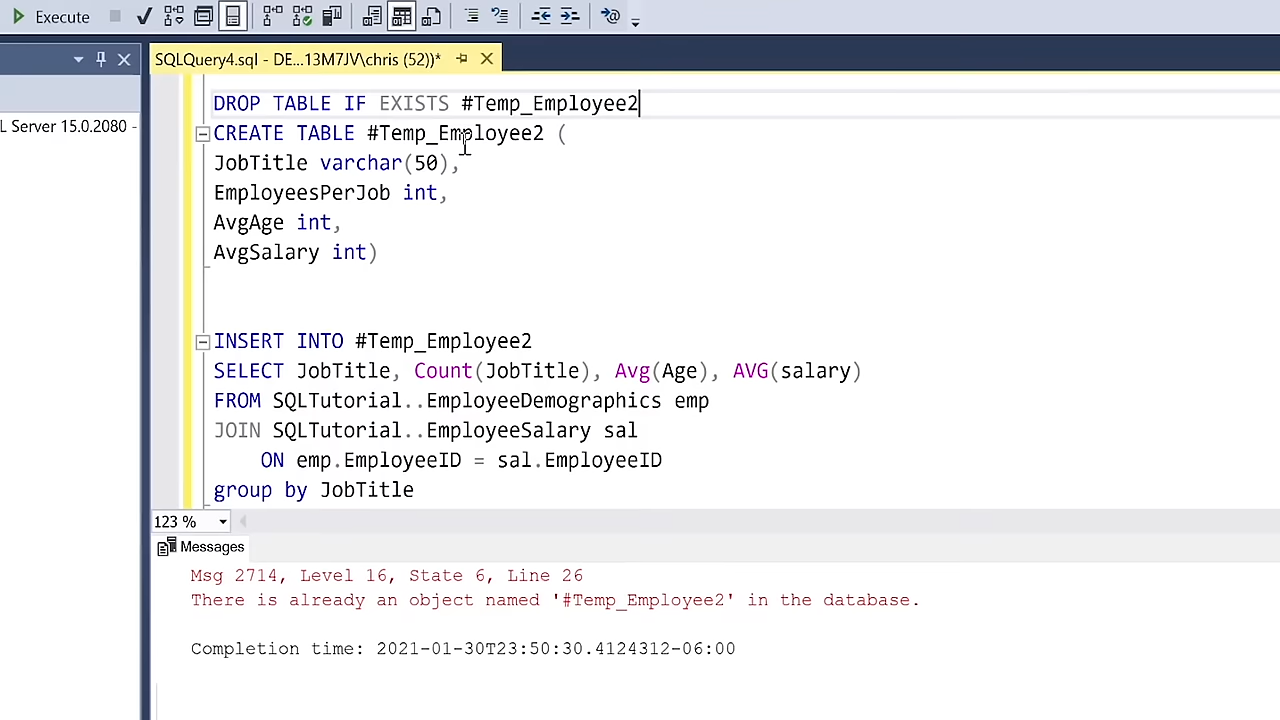 Execute
SQLQuery4.sql - DE...13M7JV\chris (52))*
L Server 15.0.2080 -
DROP TABLE IF EXISTS #Temp_Employee2
CREATE TABLE #Temp_Employee2 (
JobTitle varchar(50),
EmployeesPerJob int,
AvgAge int,
AvgSalary int)
INSERT INTO #Temp_Employee2
SELECT JobTitle, Count(JobTitle), Avg(Age), AVG(salary)
FROM SQLTutorial..EmployeeDemographics emp
JOIN SQLTutorial..EmployeeSalary sal
ON emp.EmployeeID = sal.EmployeeID
group by JobTitle
123 %
Messages
Msg 2714, Level 16, State 6, Line 26
There is already an object named '#Temp_Employee2' in the database.
Completion time: 2021-01-30T23:50:30.4124312-06:00